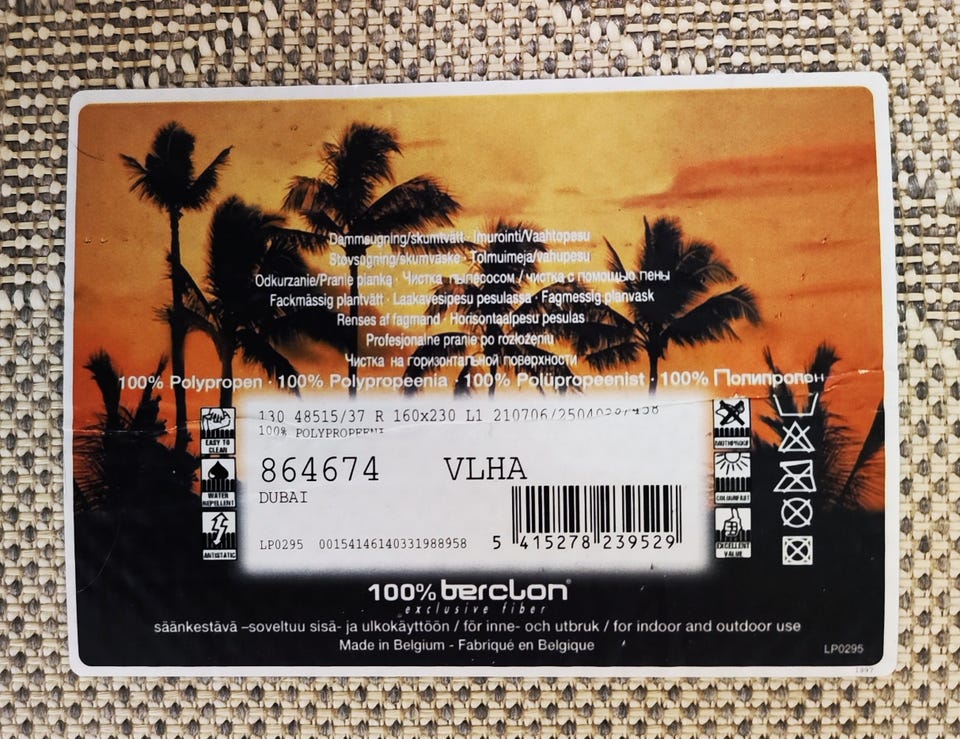 Dammsugning/skumtvätt · Imurointi/Vaahtopesu
Støvsugning/skumvaske · Tolmuimeja/vahupesu
Odkurzanie/Pranie pianką · Чистка пылесосом / чистка с помощью пены
Fackmässig plantvätt · Laakavesipesu pesulassa · Fagmessig planvask
Renses af fagmand · Horisontaalpesu pesulas
Profesjonalne pranie po rozłożeniu
Чистка на горизонтальной поверхности
100% Polypropen · 100% Polypropeenia · 100% Polüpropeenist · 100% Полипропен
130 48515/37 R 160x230 L1 210706/
100% POLYPROPEENI
864674 VLHA
DUBAI
LP0295 00154146140331988958
5 415278 239529
EASY TO CLEAN
WATER REPELLENT
ANTISTATIC
MOTHPROOF
COLOURFAST
EXCELLENT VALUE
100% berclon®
exclusive fiber
säänkestävä –soveltuu sisä- ja ulkokäyttöön / för inne- och utbruk / for indoor and outdoor use
Made in Belgium - Fabriqué en Belgique
LP0295